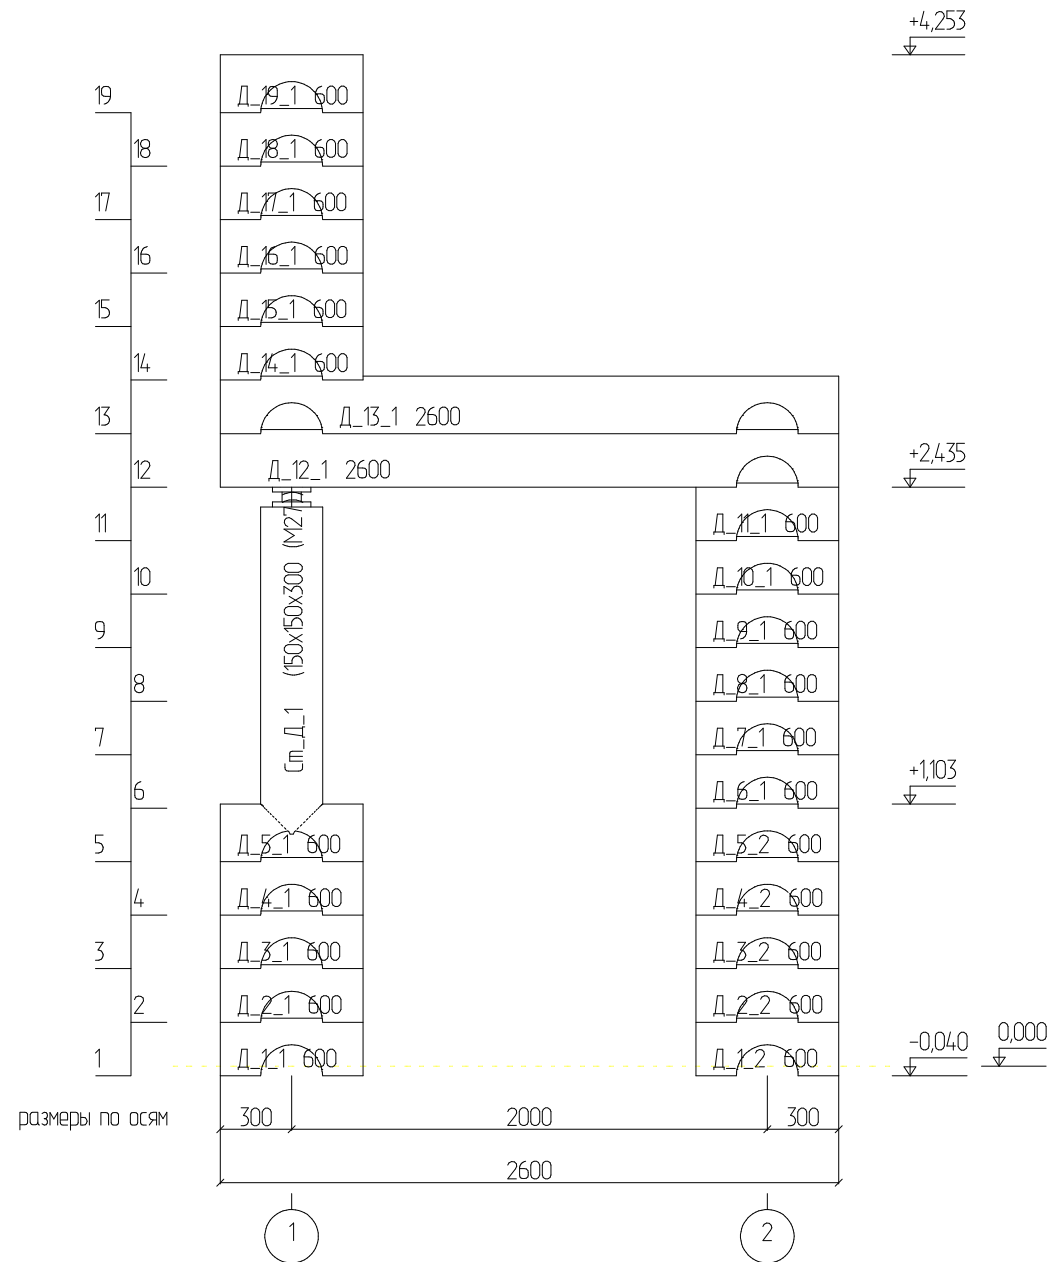 +4,253
19 Д_19_1 600
18 Д_18_1 600
17 Д_17_1 600
16 Д_16_1 600
15 Д_15_1 600
14 Д_14_1 600
13 Д_13_1 2600
12 Д_12_1 2600 +2,435
11 Д_11_1 600
10 Д_10_1 600
9 Д_9_1 600
8 Д_8_1 600
7 Д_7_1 600
6 Д_6_1 600
+1,103
Ст_Д_1 (150х150х300 (М27
5 Д_5_1 600 Д_5_2 600
4 Д_4_1 600 Д_4_2 600
3 Д_3_1 600 Д_3_2 600
2 Д_2_1 600 Д_2_2 600
1 Д_1_1 600 Д_1_2 600 -0,040 0,000
размеры по осям 300 2000 300
2600
1 2